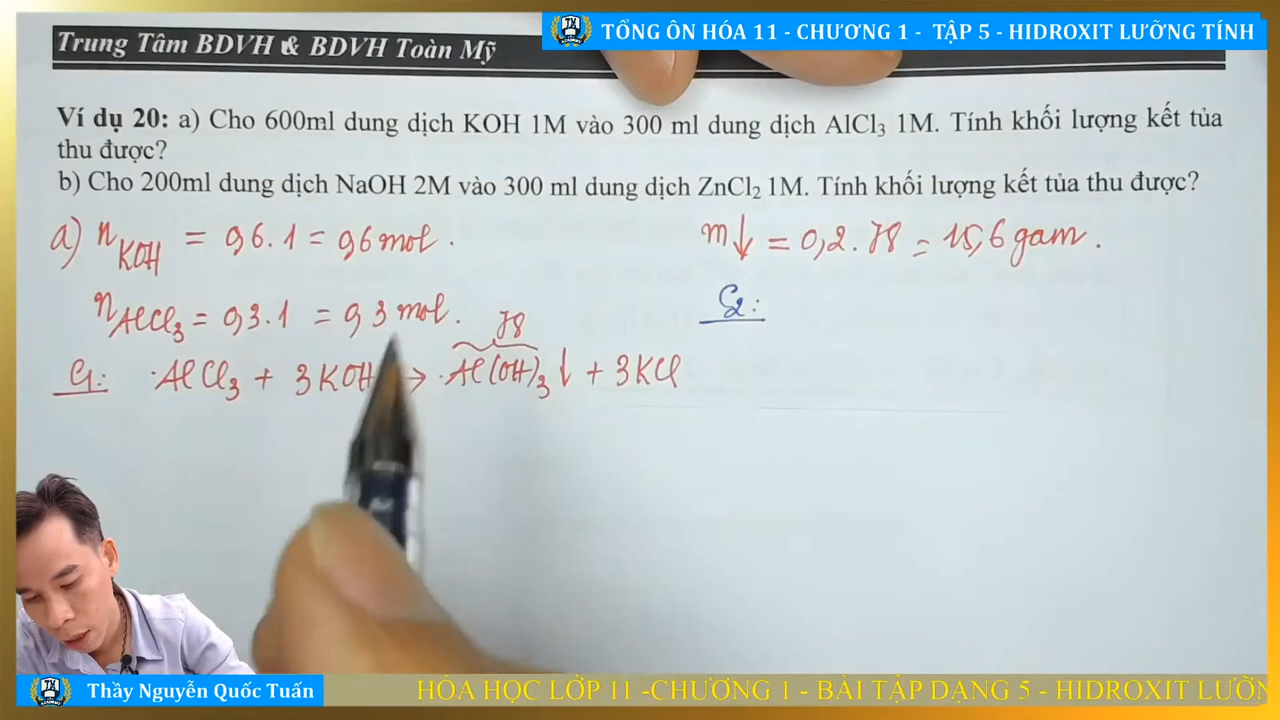 TỔNG ÔN HÓA 11 - CHƯƠNG 1 - TẬP 5 - HIDROXIT LƯỠNG TÍNH
Trung Tâm BDVH & BDVH Toàn Mỹ
Ví dụ 20: a) Cho 600ml dung dịch KOH 1M vào 300 ml dung dịch AlCl₃ 1M. Tính khối lượng kết tủa
thu được?
b) Cho 200ml dung dịch NaOH 2M vào 300 ml dung dịch ZnCl₂ 1M. Tính khối lượng kết tủa thu được?
a) n KOH = 0,6.1 = 0,6 mol.
n AlCl₃ = 0,3.1 = 0,3 mol.
78
C1: AlCl₃ + 3KOH → Al(OH)₃↓ + 3KCl
m↓ = 0,2.78 = 15,6 gam.
C2:
Thầy Nguyễn Quốc Tuấn
HÓA HỌC LỚP 11 -CHƯƠNG 1 - BÀI TẬP DẠNG 5 - HIDROXIT LƯỠN